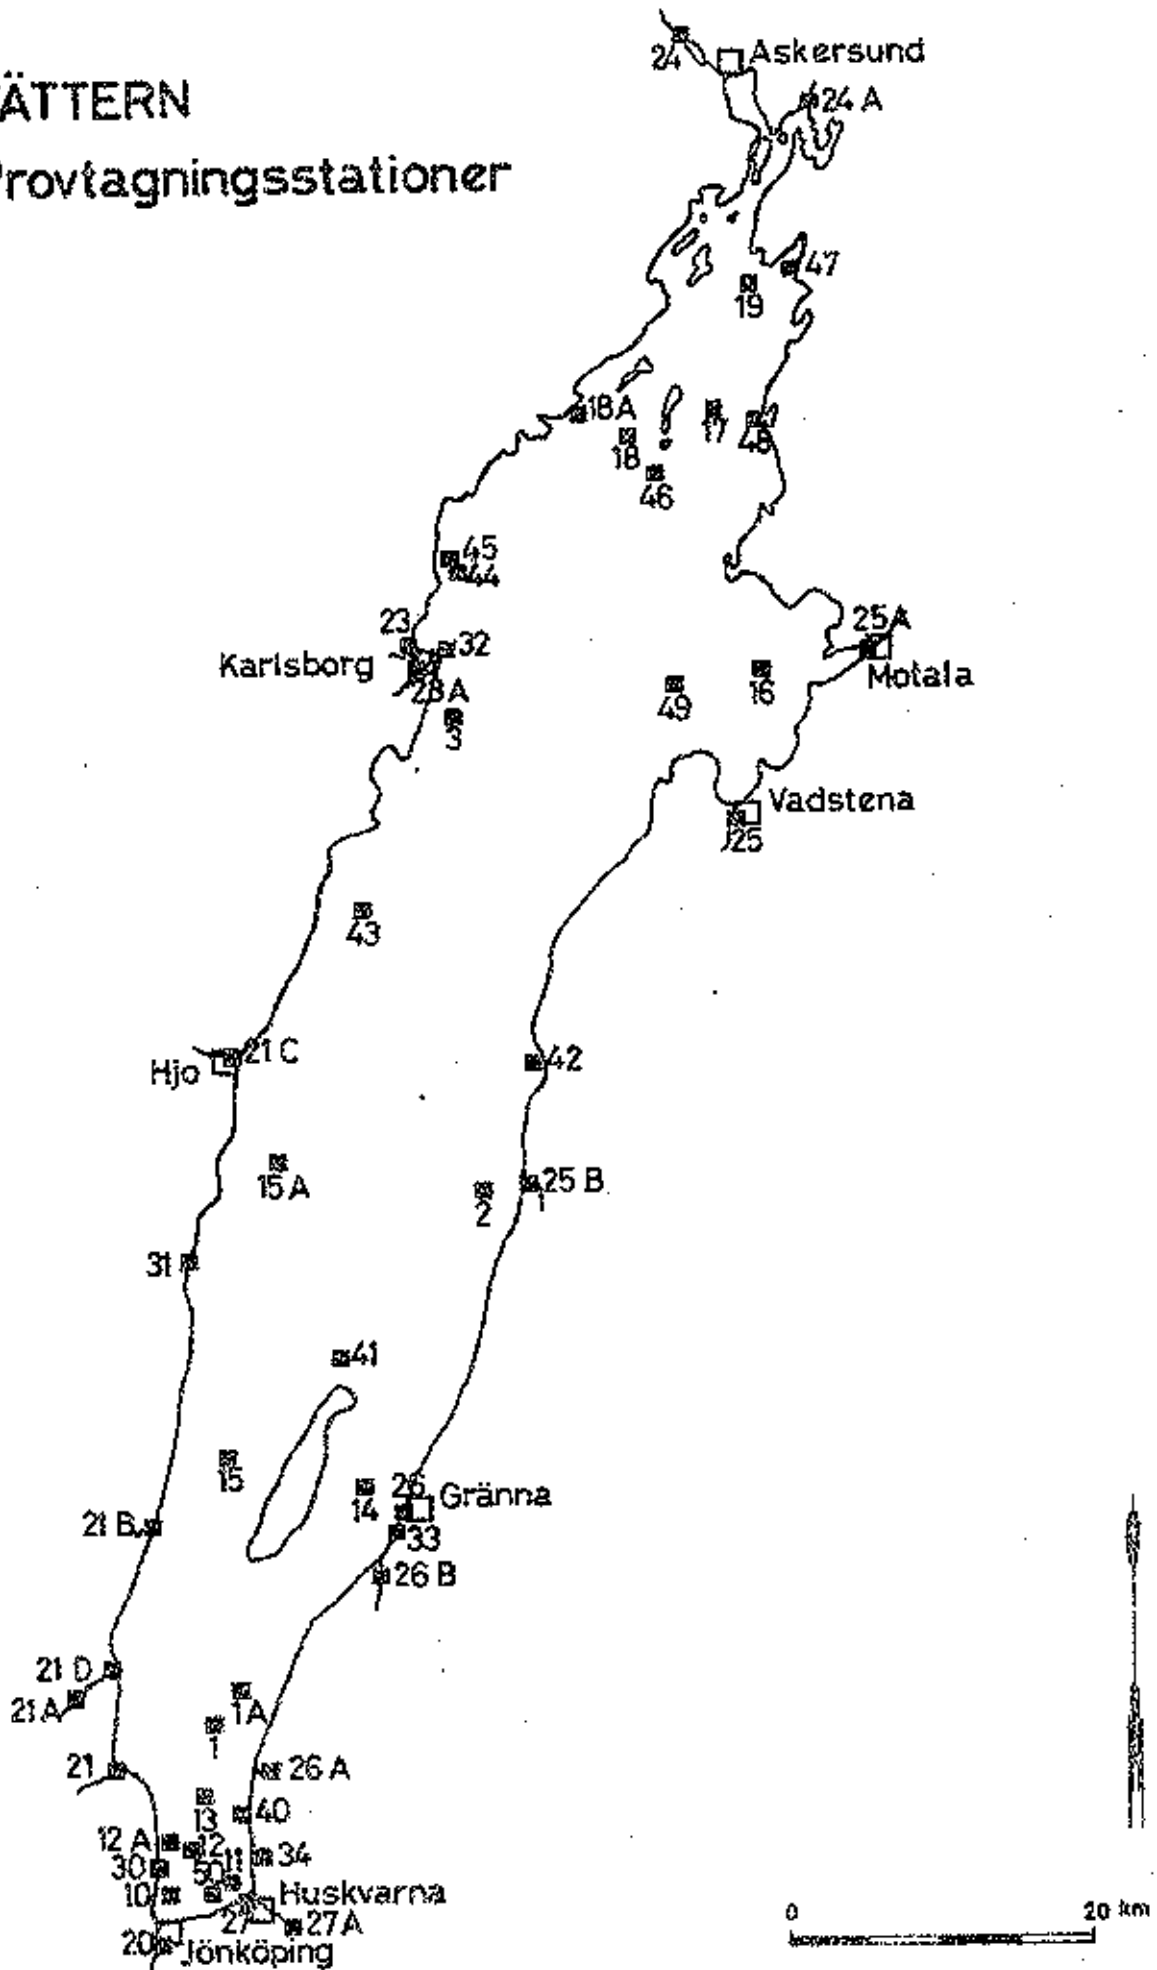 ÄTTERN
rovtagningsstationer
24
Askersund
24 A
47
19
18 A
17
48
18
46
45
44
23
32
Karlsborg
23 A
3
25 A
Motala
49
16
Vadstena
25
43
21 C
Hjo
42
15 A
2
25 B
31
41
15
14
26
Gränna
33
21 B
26 B
21 D
21 A
1 A
1
21
26 A
13
40
12 A
12
34
30
50
11
10
Huskvarna
27
27 A
20
Jönköping
0
20 km